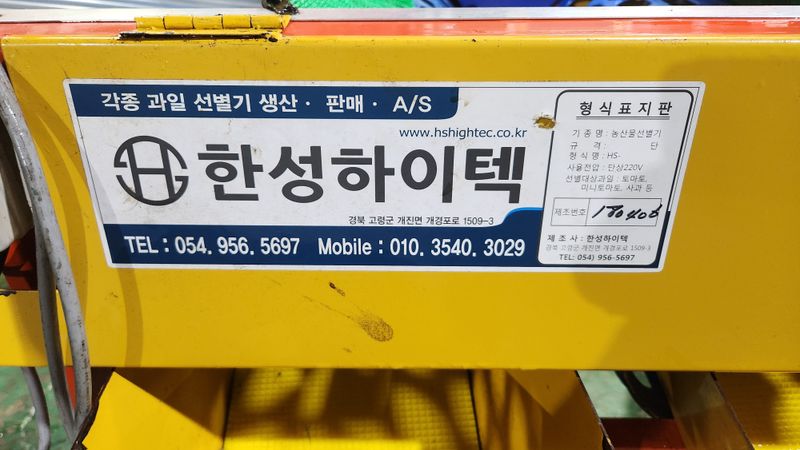 각종 과일 선별기 생산 · 판매 · A/S
www.hshightec.co.kr
한성하이텍
경북 고령군 개진면 개경포로 1509-3
TEL : 054. 956. 5697 Mobile : 010. 3540. 3029
형식표지판
기 종 명 : 농산물선별기
규 격 : 단
형 식 명 : HS-
사용전압 : 단상220V
선별대상과일 : 토마토,
미니토마토, 사과 등
제조번호 180406
제 조 사 : 한성하이텍
경북 고령군 개진면 개경포로 1509-3
TEL: 054) 956-5697